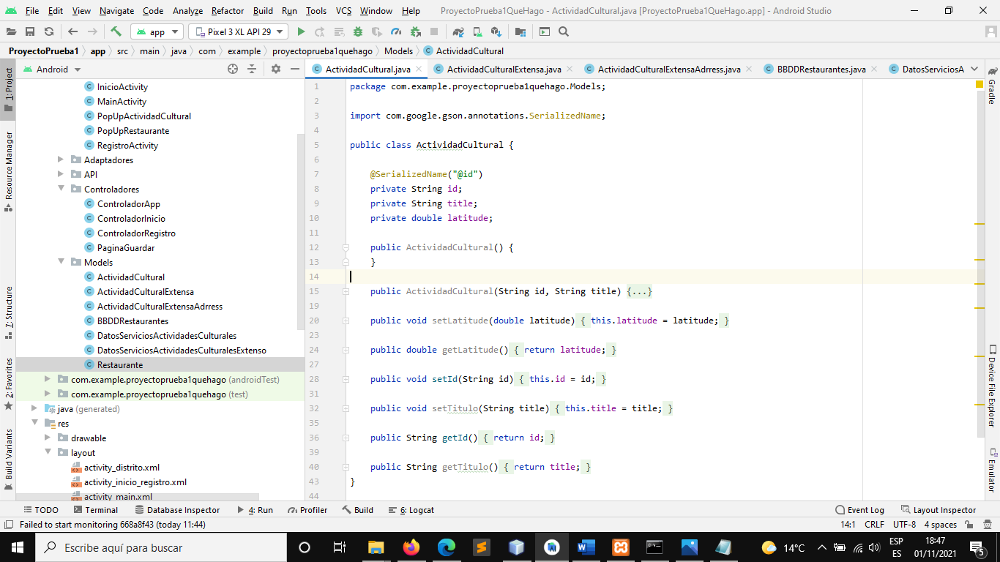 File Edit View Navigate Code Analyze Refactor Build Run Tools VCS Window Help ProyectoPrueba1QueHago - ActividadCultural.java [ProyectoPrueba1QueHago.app] - Android Studio
app Pixel 3 XL API 29
ProyectoPrueba1 app src main java com example proyectoprueba1quehago Models ActividadCultural
Android
ActividadCultural.java ActividadCulturalExtensa.java ActividadCulturalExtensaAdrress.java BBDDRestaurantes.java DatosServiciosA
1: Project
Resource Manager
7: Structure
2: Favorites
Build Variants
InicioActivity
MainActivity
PopUpActividadCultural
PopUpRestaurante
RegistroActivity
Adaptadores
API
Controladores
ControladorApp
ControladorInicio
ControladorRegistro
PaginaGuardar
Models
ActividadCultural
ActividadCulturalExtensa
ActividadCulturalExtensaAdrress
BBDDRestaurantes
DatosServiciosActividadesCulturales
DatosServiciosActividadesCulturalesExtenso
Restaurante
com.example.proyectoprueba1quehago (androidTest)
com.example.proyectoprueba1quehago (test)
java (generated)
res
drawable
layout
activity_distrito.xml
activity_inicio_registro.xml
activity_main.xml
1 package com.example.proyectoprueba1quehago.Models;
2
3 import com.google.gson.annotations.SerializedName;
4
5 public class ActividadCultural {
6
7 @SerializedName("@id")
8 private String id;
9 private String title;
10 private double latitude;
11
12 public ActividadCultural() {
13 }
14
15 public ActividadCultural(String id, String title) {...}
19
20 public void setLatitude(double latitude) { this.latitude = latitude; }
23
24 public double getLatitude() { return latitude; }
27
28 public void setId(String id) { this.id = id; }
31
32 public void setTitulo(String title) { this.title = title; }
35
36 public String getId() { return id; }
39
40 public String getTitulo() { return title; }
43 }
44
Gradle
Device File Explorer
Emulator
TODO Terminal Database Inspector 4: Run Profiler Build 6: Logcat Event Log Layout Inspector
Failed to start monitoring 668a8f43 (today 11:44) 14:1 CRLF UTF-8 4 spaces
Escribe aquí para buscar
14°C
ESP
ES
18:47
01/11/2021
5